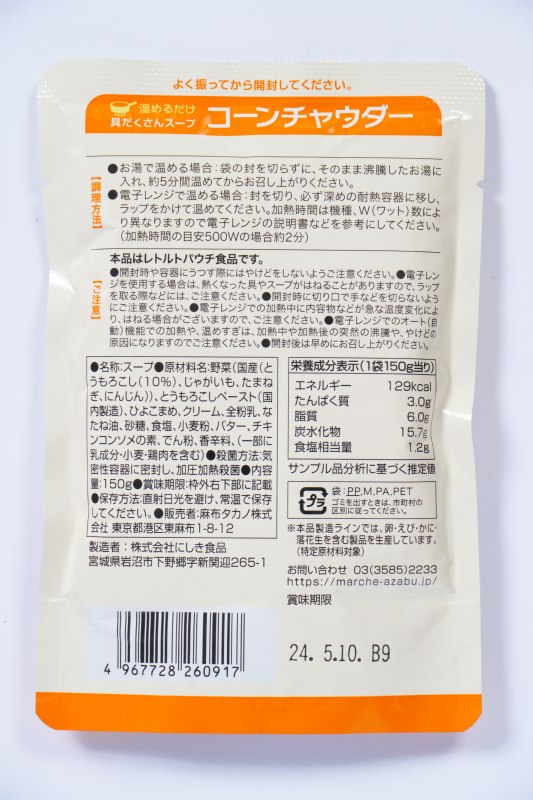 よく振ってから開封してください。
温めるだけ
具だくさんスープ
コーンチャウダー
【調理方法】
●お湯で温める場合：袋の封を切らずに、そのまま沸騰したお湯に
入れ、約5分間温めてからお召し上がりください。
●電子レンジで温める場合：封を切り、必ず深めの耐熱容器に移し、
ラップをかけて温めてください。加熱時間は機種、W（ワット）数によ
り異なりますので電子レンジの説明書などを参考にしてください。
（加熱時間の目安500Wの場合約2分）
【ご注意】
本品はレトルトパウチ食品です。
●開封時や容器にうつす際にはやけどをしないようご注意ください。●電子レン
ジを使用する場合は、熱くなった具やスープがはねることがありますので、ラップ
を取る際などには、ご注意ください。●開封時に切り口で手などを切らないよう
にご注意ください。●電子レンジでの加熱中に内容物などが急な温度変化によ
り、はねる場合がございますので、ご注意ください。●電子レンジでのオート（自
動）機能での加熱や、温めすぎは、加熱中や加熱後の突然の沸騰や、やけどの
原因になりますのでご注意ください。●開封後は早めにお召し上がりください。
●名称：スープ●原材料名：野菜（国産（と
うもろこし（10％）、じゃがいも、たまね
ぎ、にんじん））、とうもろこしペースト（国
内製造）、ひよこまめ、クリーム、全粉乳、な
たね油、砂糖、食塩、小麦粉、バター、チキ
ンコンソメの素、でん粉、香辛料、（一部に
乳成分・小麦・鶏肉を含む）●殺菌方法：気
密性容器に密封し、加圧加熱殺菌●内容
量：150g●賞味期限：枠外右下部に記載
●保存方法：直射日光を避け、常温で保存
してください。●販売者：麻布タカノ株式会
社 東京都港区東麻布1-8-12
製造者：株式会社にしき食品
宮城県岩沼市下野郷字新関迎265-1
栄養成分表示（1袋150g当り）
エネルギー 129kcal
たんぱく質 3.0g
脂質 6.0g
炭水化物 15.7g
食塩相当量 1.2g
サンプル品分析に基づく推定値
プラ
袋：PP,M,PA,PET
ゴミを出すときは、市町村の
区別に従ってください。
※本品製造ラインでは、卵・えび・かに・
落花生を含む製品を生産しています。
（特定原材料対象）
お問い合わせ 03(3585)2233
https://marche-azabu.jp/
賞味期限
24. 5.10. B9
4 967728 260917